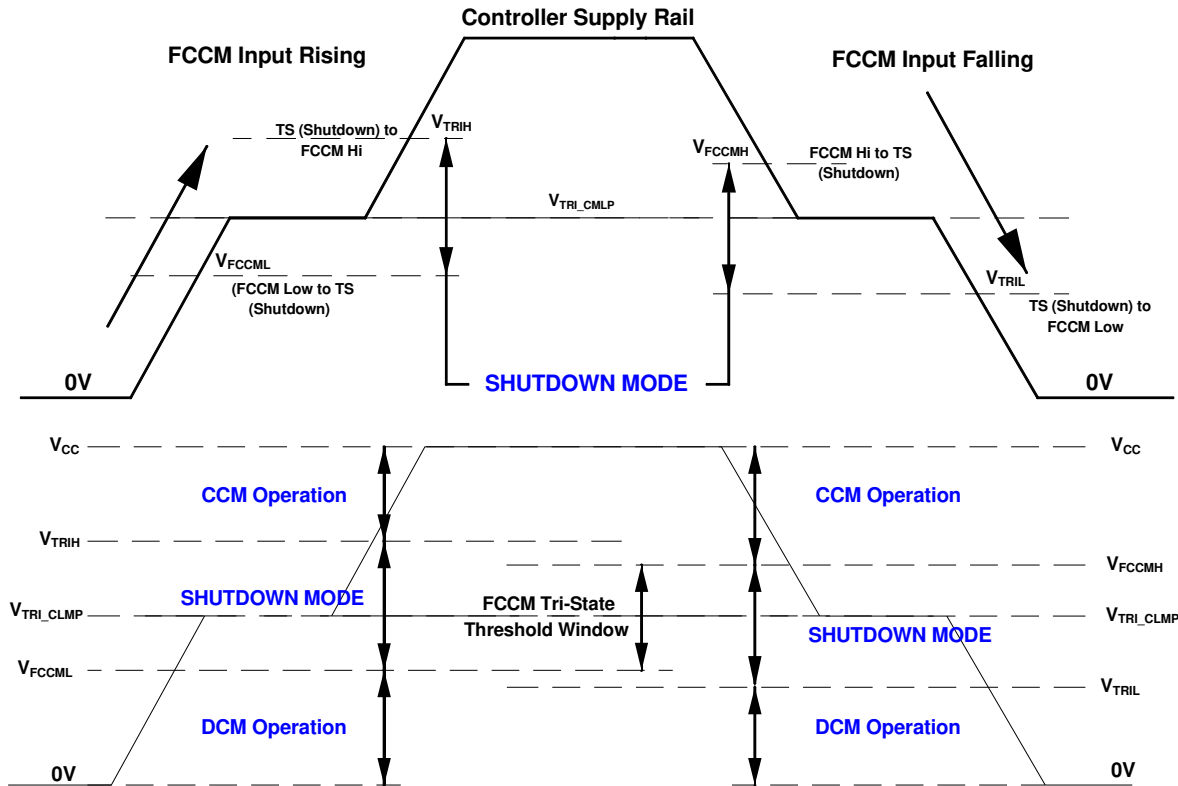 Controller Supply Rail
FCCM Input Rising
FCCM Input Falling
TS (Shutdown) to
FCCM Hi
VTRIH
VFCCMH
FCCM Hi to TS
(Shutdown)
VTRI_CMLP
VFCCML
(FCCM Low to TS
(Shutdown)
VTRIL
TS (Shutdown) to
FCCM Low
0V
SHUTDOWN MODE
0V
VCC
VCC
CCM Operation
CCM Operation
VTRIH
VFCCMH
SHUTDOWN MODE
FCCM Tri-State
Threshold Window
VTRI_CLMP
VTRI_CLMP
SHUTDOWN MODE
VFCCML
VTRIL
DCM Operation
DCM Operation
0V
0V